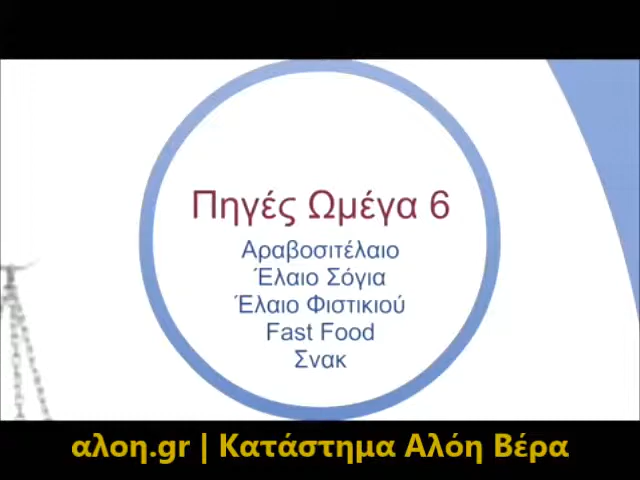 Πηγές Ωμέγα 6
Αραβοσιτέλαιο
Έλαιο Σόγια
Έλαιο Φιστικιού
Fast Food
Σνακ
αλοη.gr | Κατάστημα Αλόη Βέρα